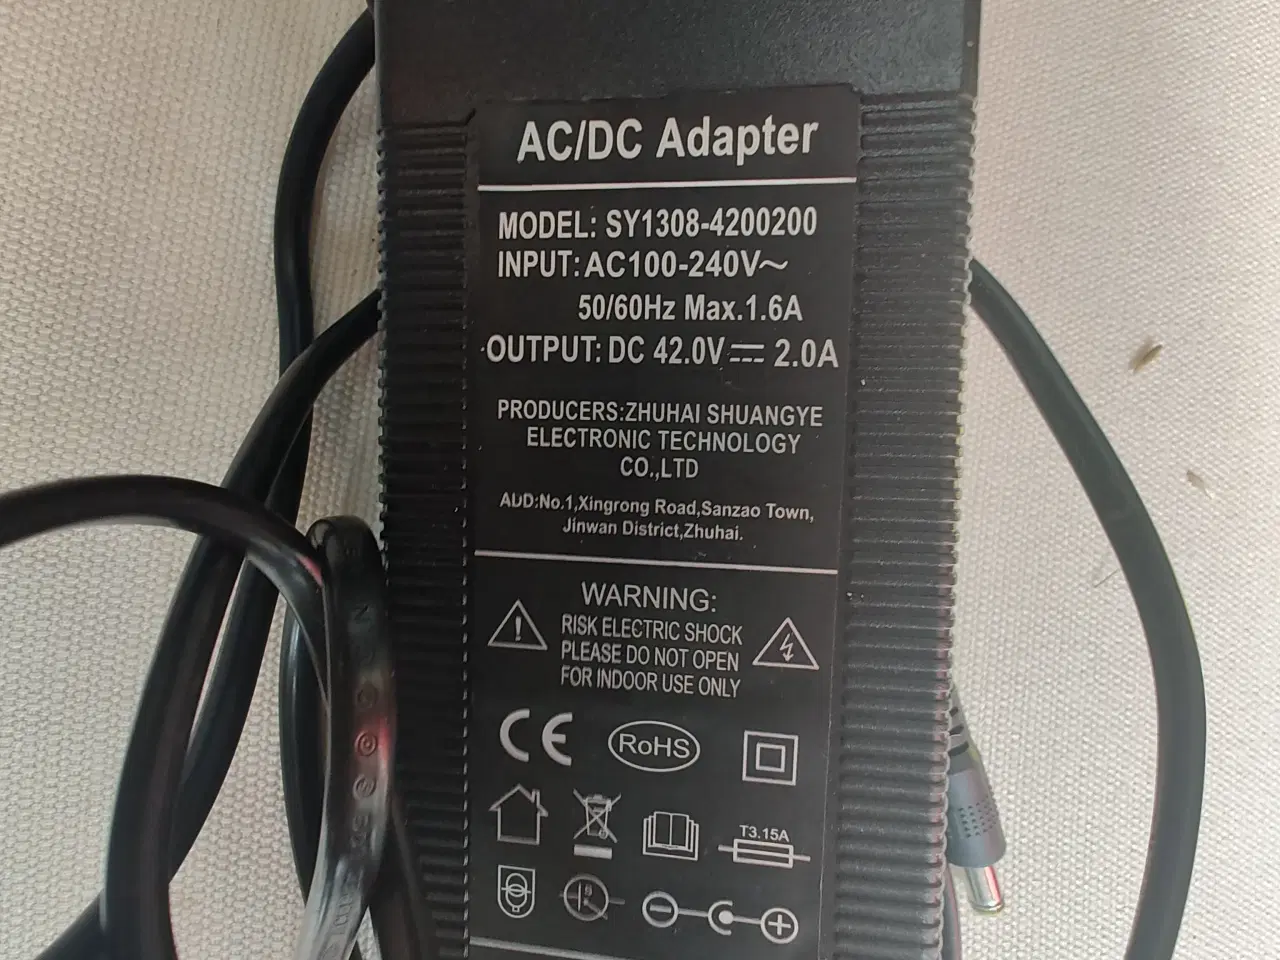 AC/DC Adapter
MODEL: SY1308-4200200
INPUT: AC100-240V~
50/60Hz Max.1.6A
OUTPUT: DC 42.0V⎓ 2.0A
PRODUCERS:ZHUHAI SHUANGYE
ELECTRONIC TECHNOLOGY
CO.,LTD
AUD:No.1,Xingrong Road,Sanzao Town,
Jinwan District,Zhuhai.
WARNING:
RISK ELECTRIC SHOCK
PLEASE DO NOT OPEN
FOR INDOOR USE ONLY
CE RoHS
T3.15A